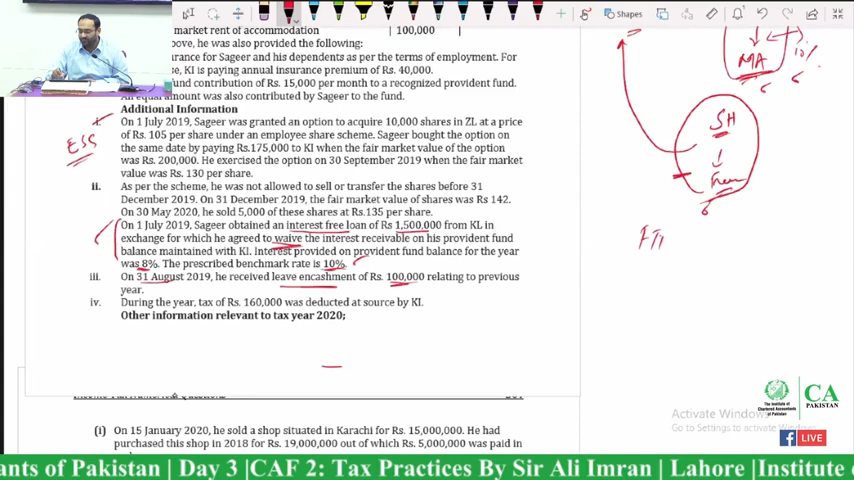 Shapes
market rent of accommodation | 100,000
above, he was also provided the following:
urance for Sageer and his dependents as per the terms of employment. For
se, KI is paying annual insurance premium of Rs. 40,000.
und contribution of Rs. 15,000 per month to a recognized provident fund.
An equal amount was also contributed by Sageer to the fund.
Additional Information
i. On 1 July 2019, Sageer was granted an option to acquire 10,000 shares in ZL at a price
of Rs. 105 per share under an employee share scheme. Sageer bought the option on
the same date by paying Rs.175,000 to KI when the fair market value of the option
was Rs. 200,000. He exercised the option on 30 September 2019 when the fair market
value was Rs. 130 per share.
ii. As per the scheme, he was not allowed to sell or transfer the shares before 31
December 2019. On 31 December 2019, the fair market value of shares was Rs 142.
On 30 May 2020, he sold 5,000 of these shares at Rs.135 per share.
On 1 July 2019, Sageer obtained an interest free loan of Rs 1,500,000 from KL in
exchange for which he agreed to waive the interest receivable on his provident fund
balance maintained with KI. Interest provided on provident fund balance for the year
was 8%. The prescribed benchmark rate is 10%.
iii. On 31 August 2019, he received leave encashment of Rs. 100,000 relating to previous
year.
iv. During the year, tax of Rs. 160,000 was deducted at source by KI.
Other information relevant to tax year 2020;
ESS
MA
10%
SH
(i) On 15 January 2020, he sold a shop situated in Karachi for Rs. 15,000,000. He had
purchased this shop in 2018 for Rs. 19,000,000 out of which Rs. 5,000,000 was paid in
Activate Windows
Go to Settings to activate Windows.
The Institute of
Chartered Accountants
of Pakistan
CA
PAKISTAN
LIVE
ants of Pakistan | Day 3 |CAF 2: Tax Practices By Sir Ali Imran | Lahore |Institute o